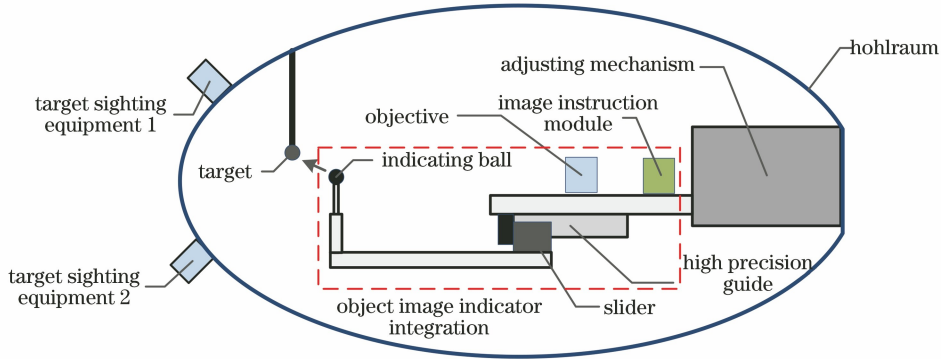 hohlraum
adjusting mechanism
image instruction
module
objective
target sighting
equipment 1
indicating ball
target
target sighting
equipment 2
high precision
guide
object image indicator
integration
slider